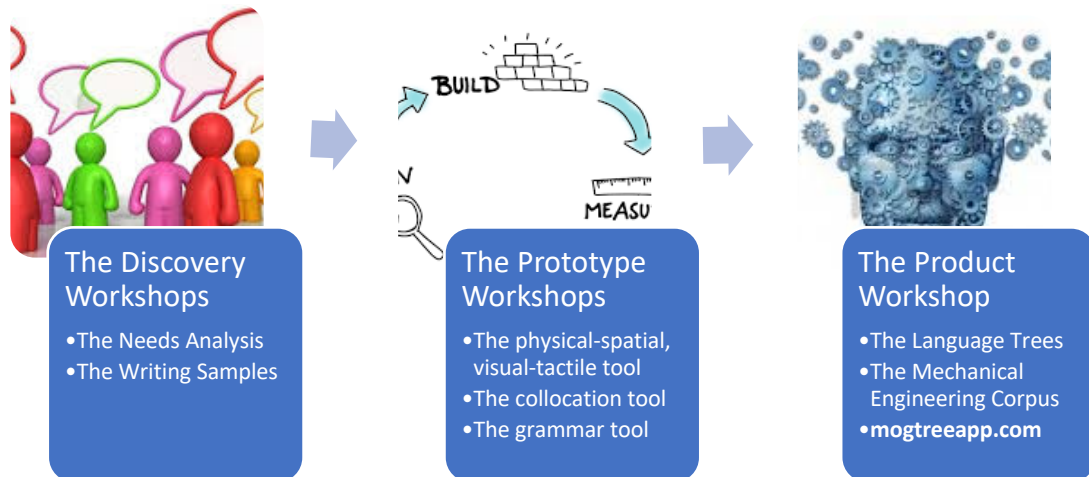 BUILD
N
MEASU
The Discovery
Workshops
•The Needs Analysis
•The Writing Samples
The Prototype
Workshops
•The physical-spatial,
visual-tactile tool
•The collocation tool
•The grammar tool
The Product
Workshop
•The Language Trees
•The Mechanical
Engineering Corpus
•mogtreeapp.com